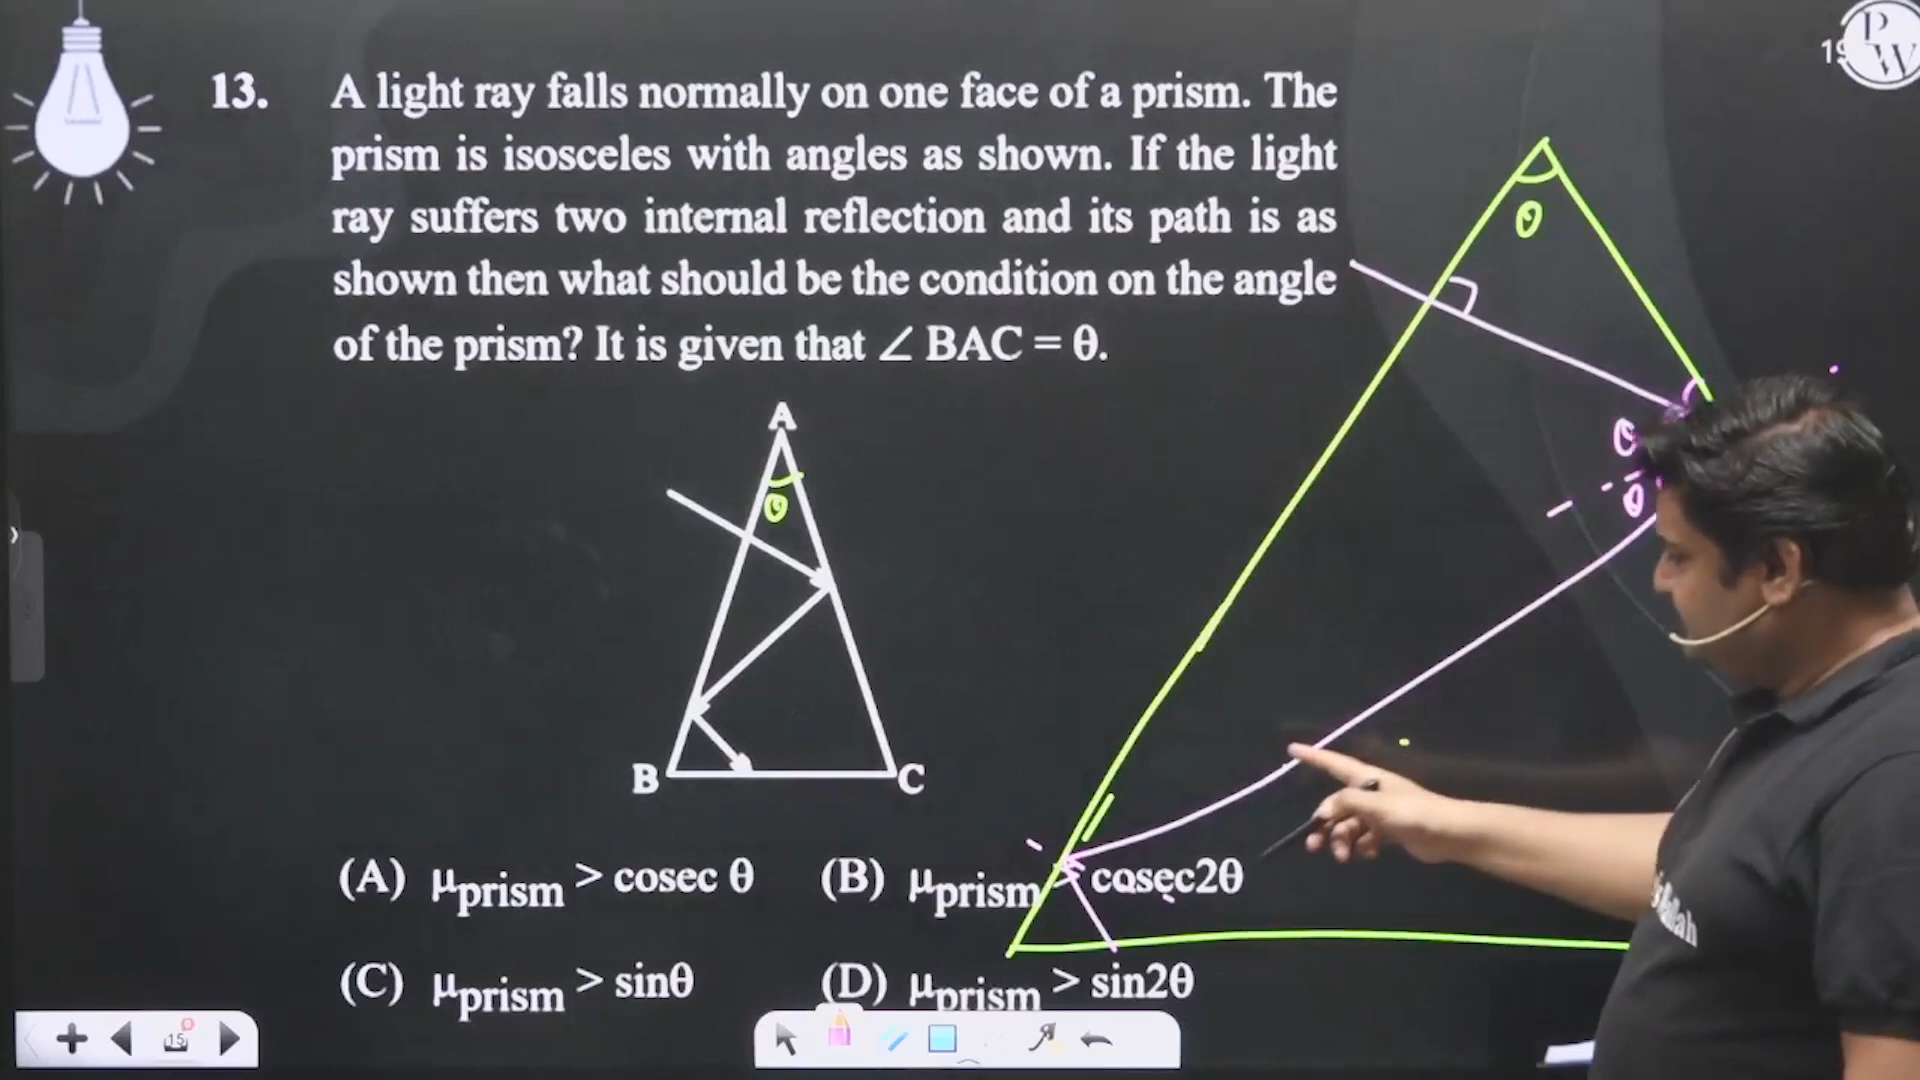 PW
13. A light ray falls normally on one face of a prism. The
prism is isosceles with angles as shown. If the light
ray suffers two internal reflection and its path is as
shown then what should be the condition on the angle
of the prism? It is given that ∠ BAC = θ.
θ
A
θ
θ
θ
B
C
(A) μprism > cosec θ (B) μprism > cosec2θ
(C) μprism > sinθ (D) μprism > sin2θ
15